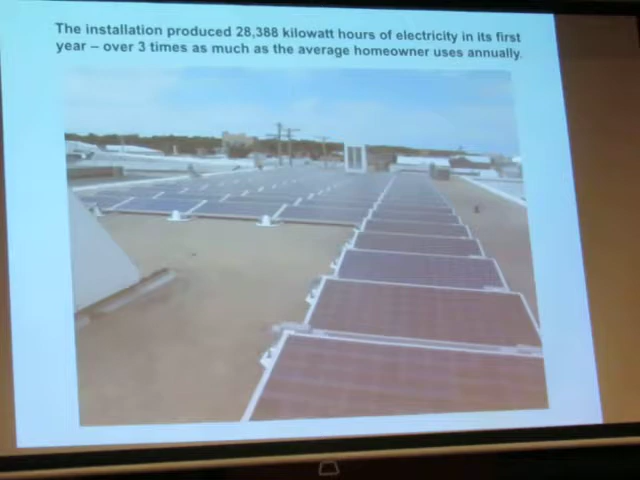 The installation produced 28,388 kilowatt hours of electricity in its first
year – over 3 times as much as the average homeowner uses annually.